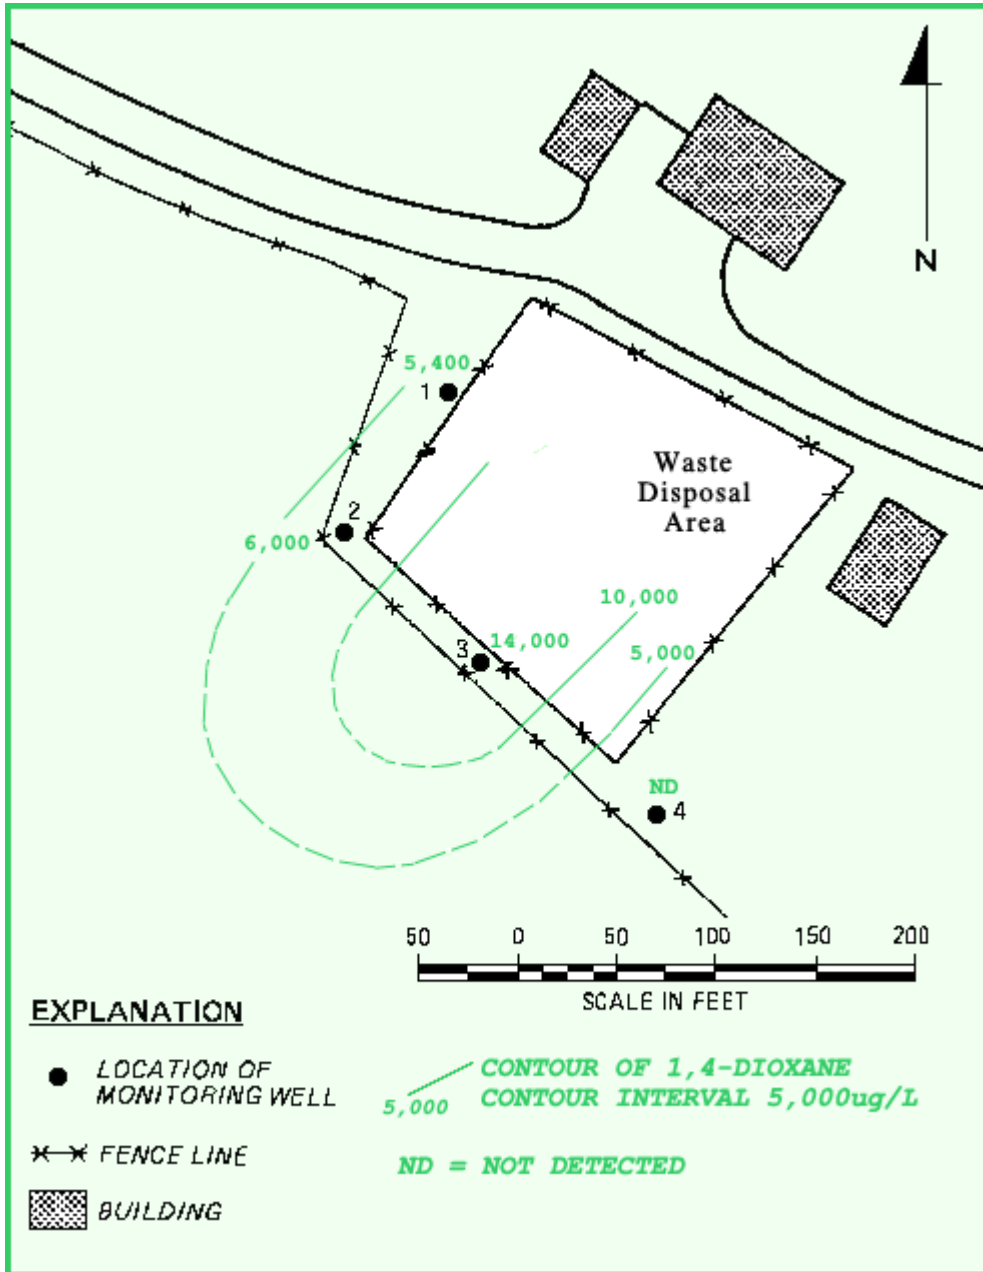 N
5,400
1
Waste
Disposal
Area
2
6,000
10,000
3
14,000
5,000
ND
4
50 0 50 100 150 200
SCALE IN FEET
EXPLANATION
LOCATION OF
MONITORING WELL
FENCE LINE
BUILDING
CONTOUR OF 1,4-DIOXANE
5,000 CONTOUR INTERVAL 5,000ug/L
ND = NOT DETECTED